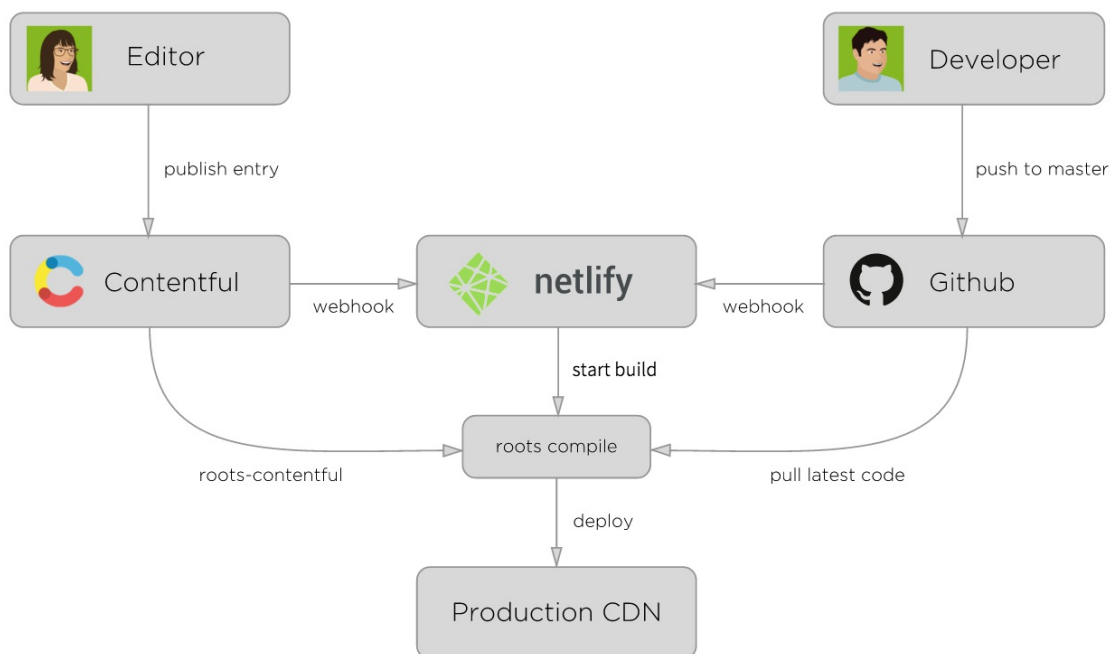 Editor
Developer
publish entry
push to master
Contentful
netlify
Github
webhook
webhook
start build
roots compile
roots-contentful
pull latest code
deploy
Production CDN